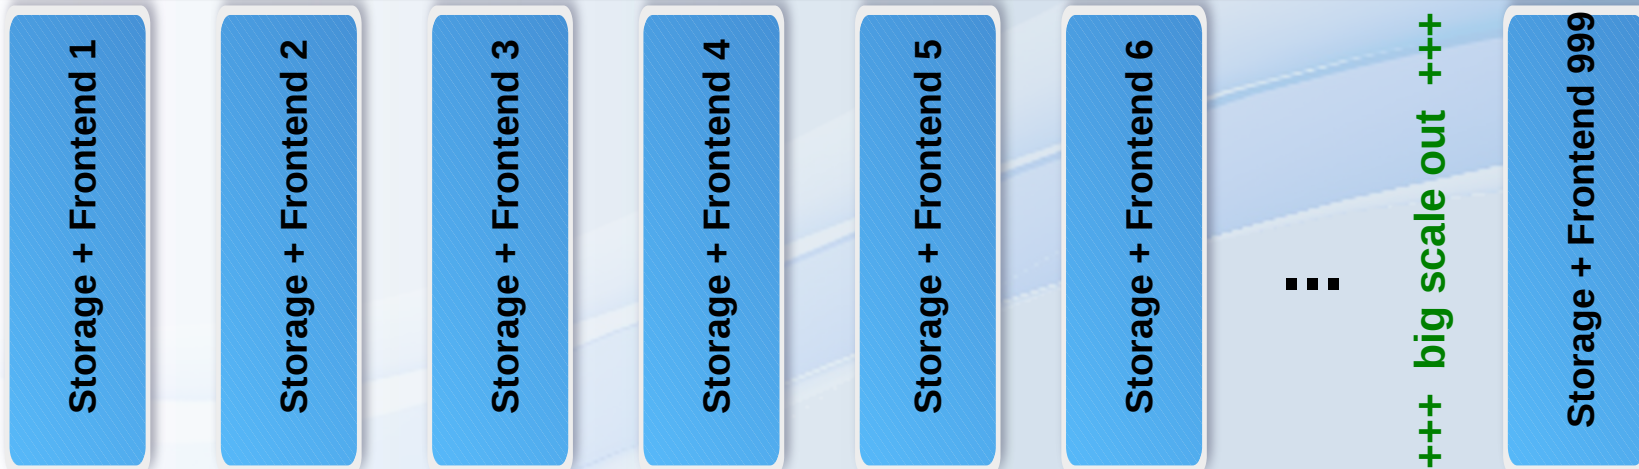 Storage + Frontend 1
Storage + Frontend 2
Storage + Frontend 3
Storage + Frontend 4
Storage + Frontend 5
Storage + Frontend 6
...
+++ big scale out +++
Storage + Frontend 999